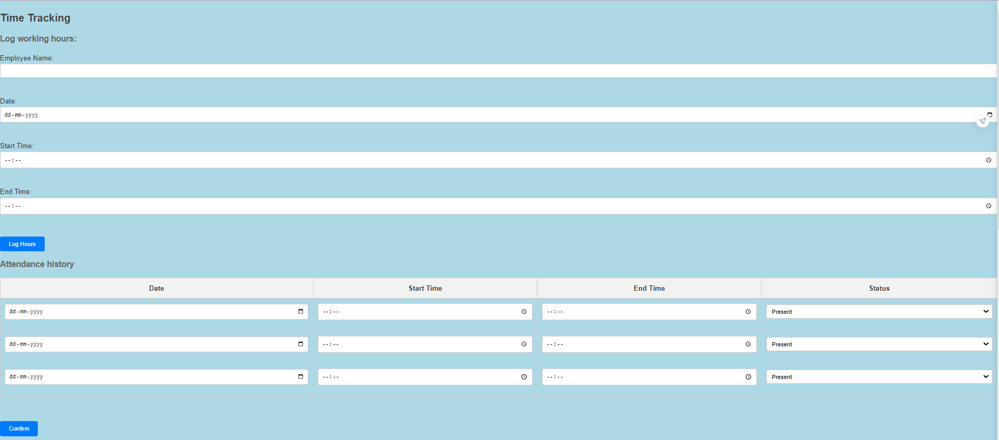 Time Tracking
Log working hours:
Employee Name:
Date:
dd-mm-yyyy
Start Time:
--:--
End Time:
--:--
Log Hours
Attendance history
Date Start Time End Time Status
dd-mm-yyyy --:-- --:-- Present
dd-mm-yyyy --:-- --:-- Present
dd-mm-yyyy --:-- --:-- Present
Confirm